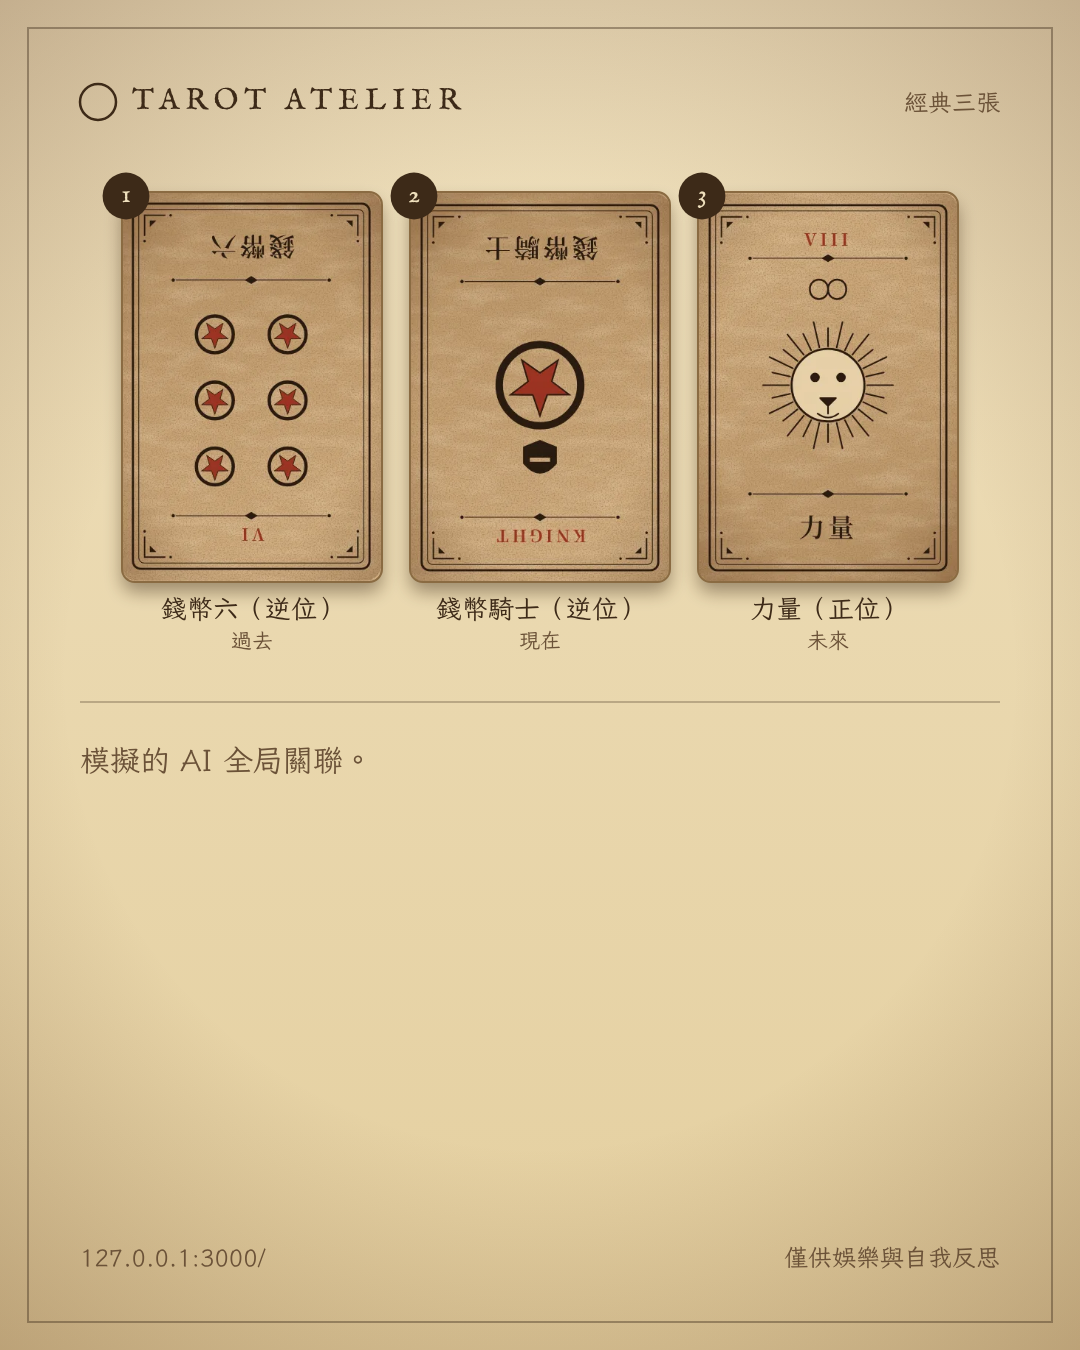 TAROT ATELIER
經典三張
1
2
3
錢幣六
錢幣騎士
VIII
VI
KNIGHT
力量
錢幣六（逆位）
錢幣騎士（逆位）
力量（正位）
過去
現在
未來
模擬的 AI 全局關聯。
127.0.0.1:3000/
僅供娛樂與自我反思